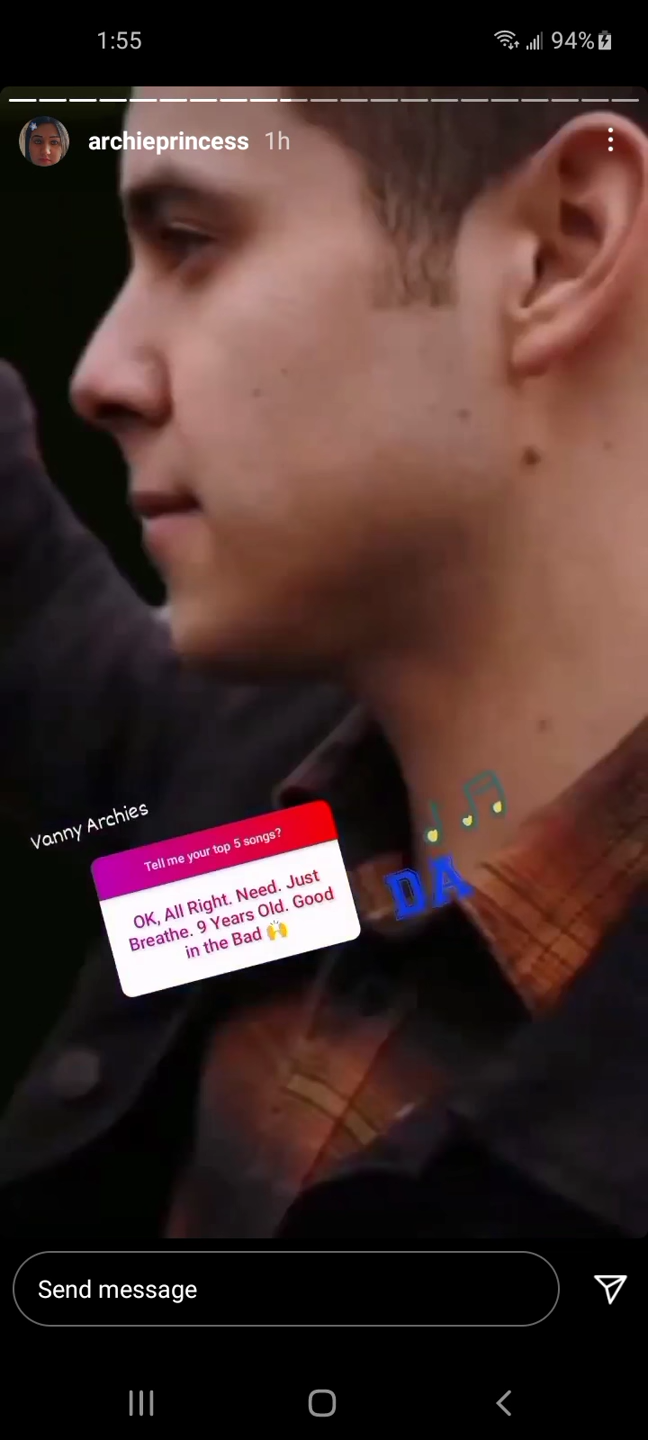 1:55
94%
archieprincess 1h
Vanny Archies
Tell me your top 5 songs?
OK, All Right. Need. Just
Breathe. 9 Years Old. Good
in the Bad 🙌
DA
Send message